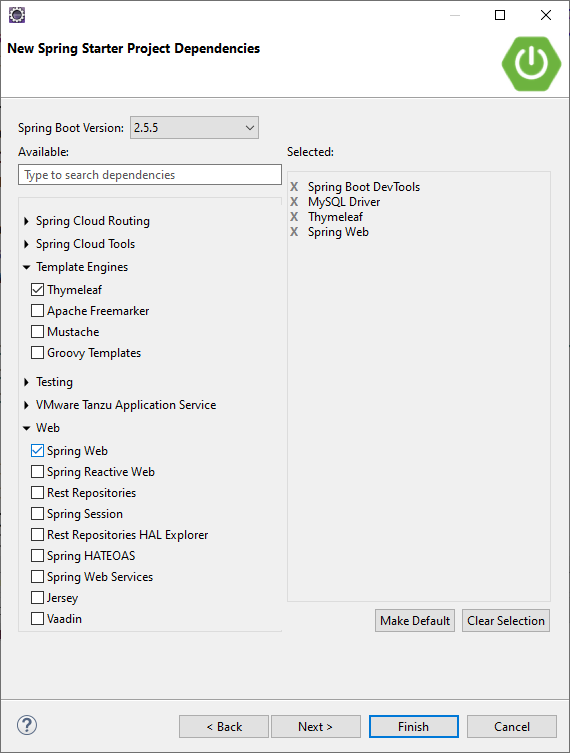 New Spring Starter Project Dependencies
Spring Boot Version: 2.5.5
Available:
Type to search dependencies
Spring Cloud Routing
Spring Cloud Tools
Template Engines
Thymeleaf
Apache Freemarker
Mustache
Groovy Templates
Testing
VMware Tanzu Application Service
Web
Spring Web
Spring Reactive Web
Rest Repositories
Spring Session
Rest Repositories HAL Explorer
Spring HATEOAS
Spring Web Services
Jersey
Vaadin
Selected:
X Spring Boot DevTools
X MySQL Driver
X Thymeleaf
X Spring Web
Make Default
Clear Selection
?
< Back
Next >
Finish
Cancel